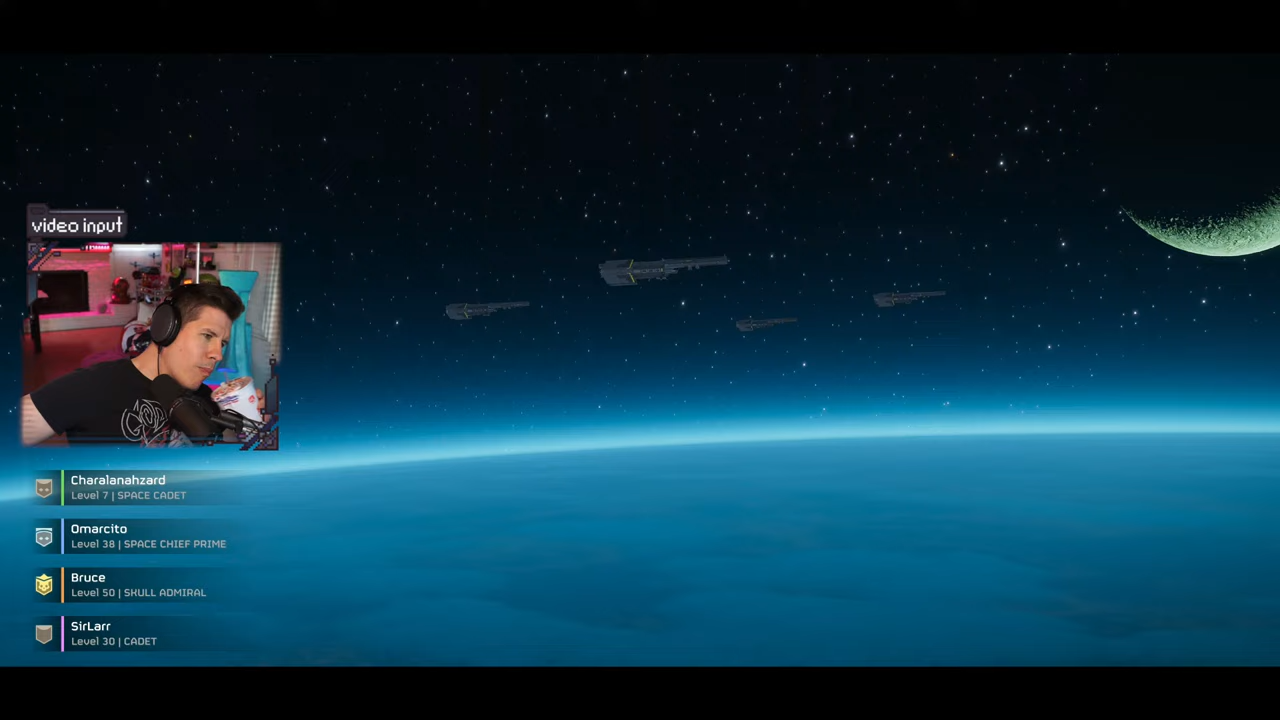 video input
Charalanahzard
Level 7 | SPACE CADET
Omarcito
Level 38 | SPACE CHIEF PRIME
Bruce
Level 50 | SKULL ADMIRAL
SirLarr
Level 30 | CADET